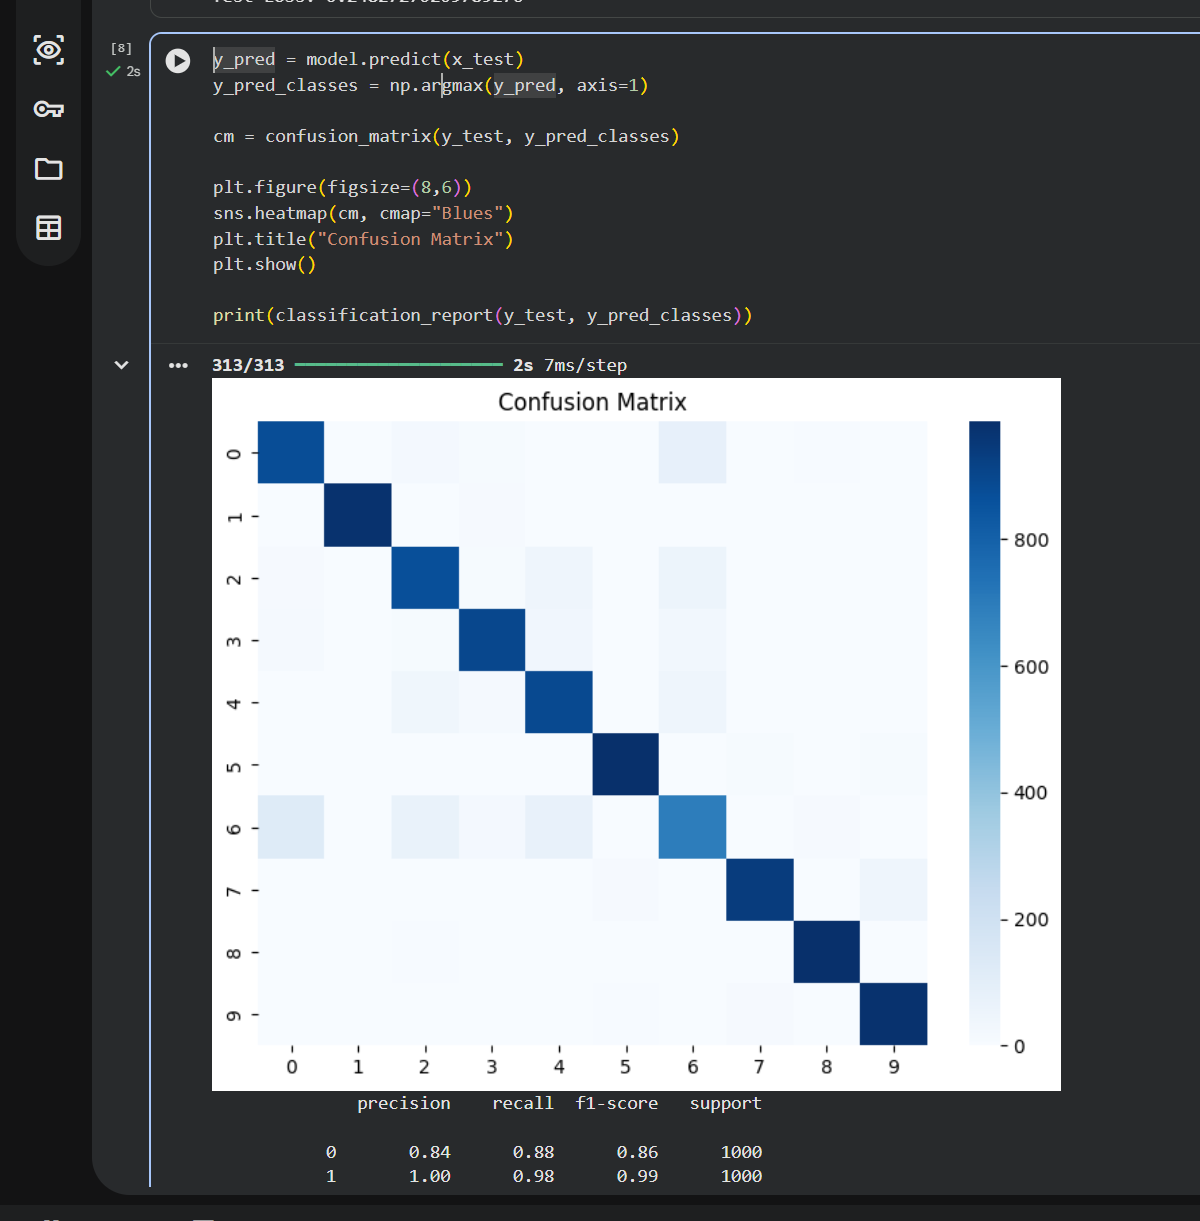 [8]
2s
y_pred = model.predict(x_test)
y_pred_classes = np.argmax(y_pred, axis=1)
cm = confusion_matrix(y_test, y_pred_classes)
plt.figure(figsize=(8,6))
sns.heatmap(cm, cmap="Blues")
plt.title("Confusion Matrix")
plt.show()
print(classification_report(y_test, y_pred_classes))
313/313 2s 7ms/step
Confusion Matrix
0
1
2
3
4
5
6
7
8
9
0 1 2 3 4 5 6 7 8 9
800
600
400
200
0
precision recall f1-score support
0 0.84 0.88 0.86 1000
1 1.00 0.98 0.99 1000